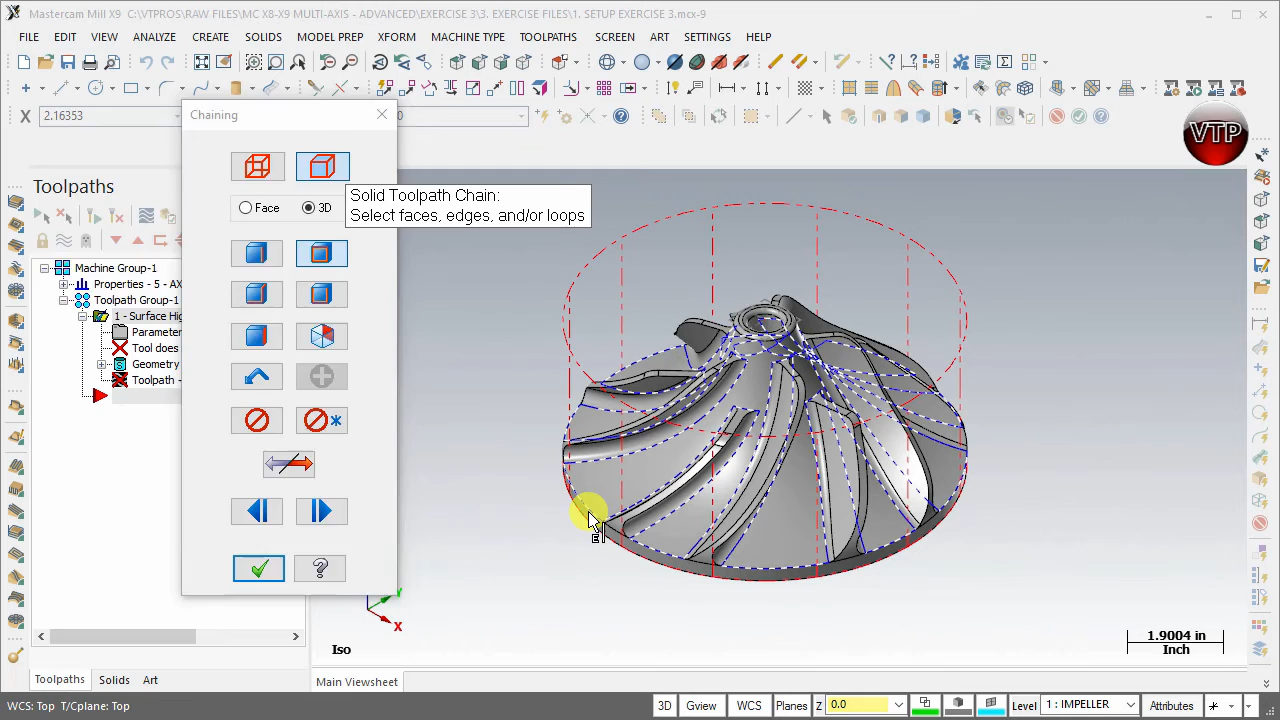 Mastercam Mill X9 C:\VTPROS\RAW FILES\MC X8-X9 MULTI-AXIS - ADVANCED\EXERCISE 3\3. EXERCISE FILES\1. SETUP EXERCISE 3.mcx-9
FILE EDIT VIEW ANALYZE CREATE SOLIDS MODEL PREP XFORM MACHINE TYPE TOOLPATHS SCREEN ART SETTINGS HELP
X 2.16353 0
Chaining
VTP
Toolpaths
Face 3D
Solid Toolpath Chain:
Select faces, edges, and/or loops
Machine Group-1
Properties - 5 - AX
Toolpath Group-1
1 - Surface Hig
Parameter
Tool does
Geometry
Toolpath -
Y
X
Iso
1.9004 in
Inch
Toolpaths Solids Art
Main Viewsheet
WCS: Top T/Cplane: Top
3D Gview WCS Planes Z 0.0 Level 1 : IMPELLER Attributes